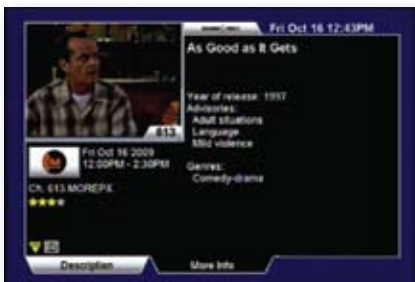 Fri Oct 16 12:43PM
As Good as It Gets
Year of release: 1997
Advisories:
Adult situations
Language
Mild violence
Genres:
Comedy-drama
613
Fri Oct 16 2009
12:00PM - 2:30PM
Ch. 613 MOREPX
Description
More Info